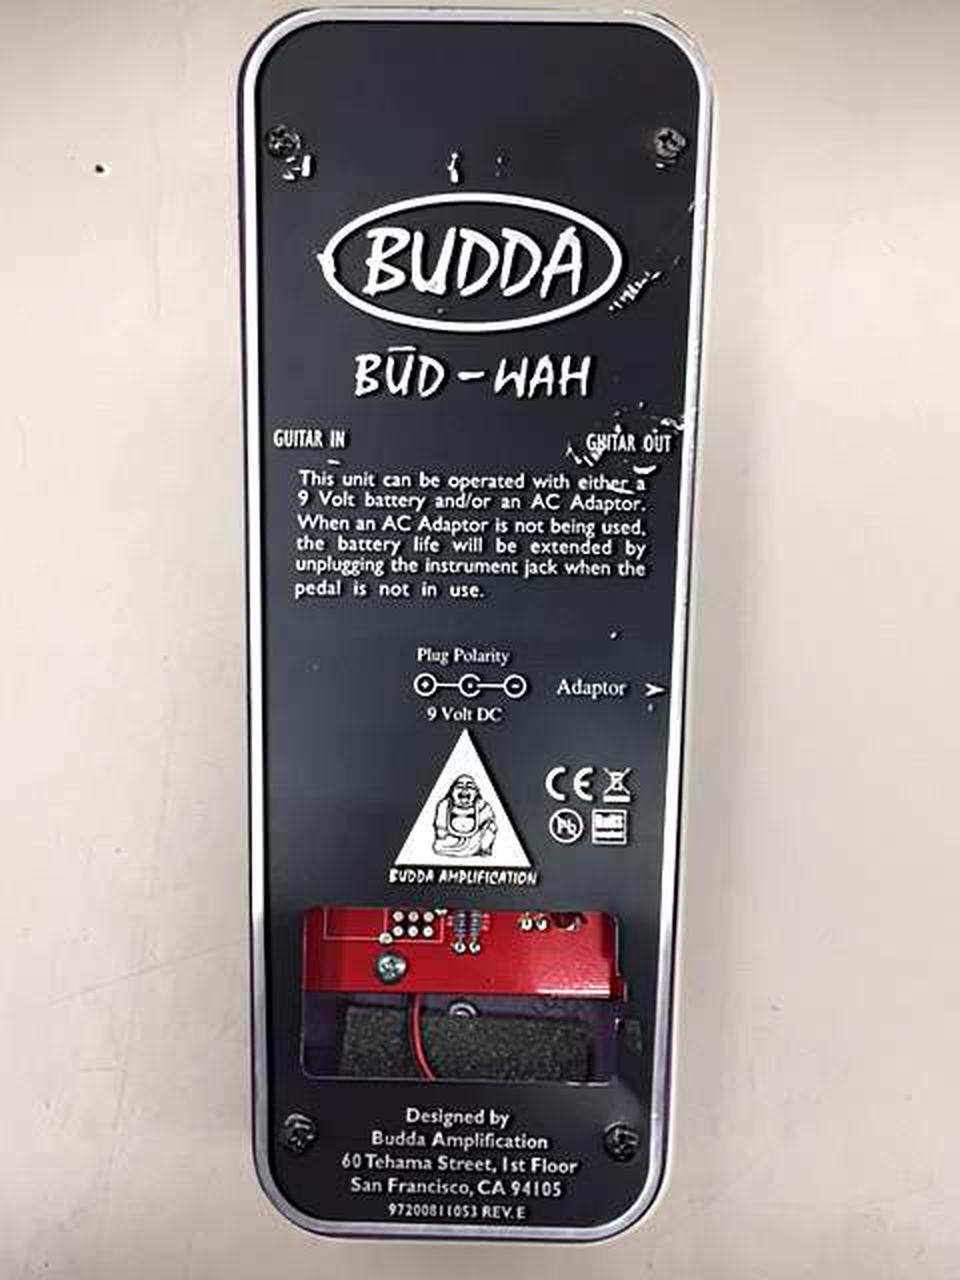 BUDDA
BŪD-WAH
GUITAR IN
GUITAR OUT
This unit can be operated with either a
9 Volt battery and/or an AC Adaptor.
When an AC Adaptor is not being used,
the battery life will be extended by
unplugging the instrument jack when the
pedal is not in use.
Plug Polarity
Adaptor
9 Volt DC
CE
Pb
RoHS
BUDDA AMPLIFICATION
Designed by
Budda Amplification
60 Tehama Street, 1st Floor
San Francisco, CA 94105
97200811053 REV. E